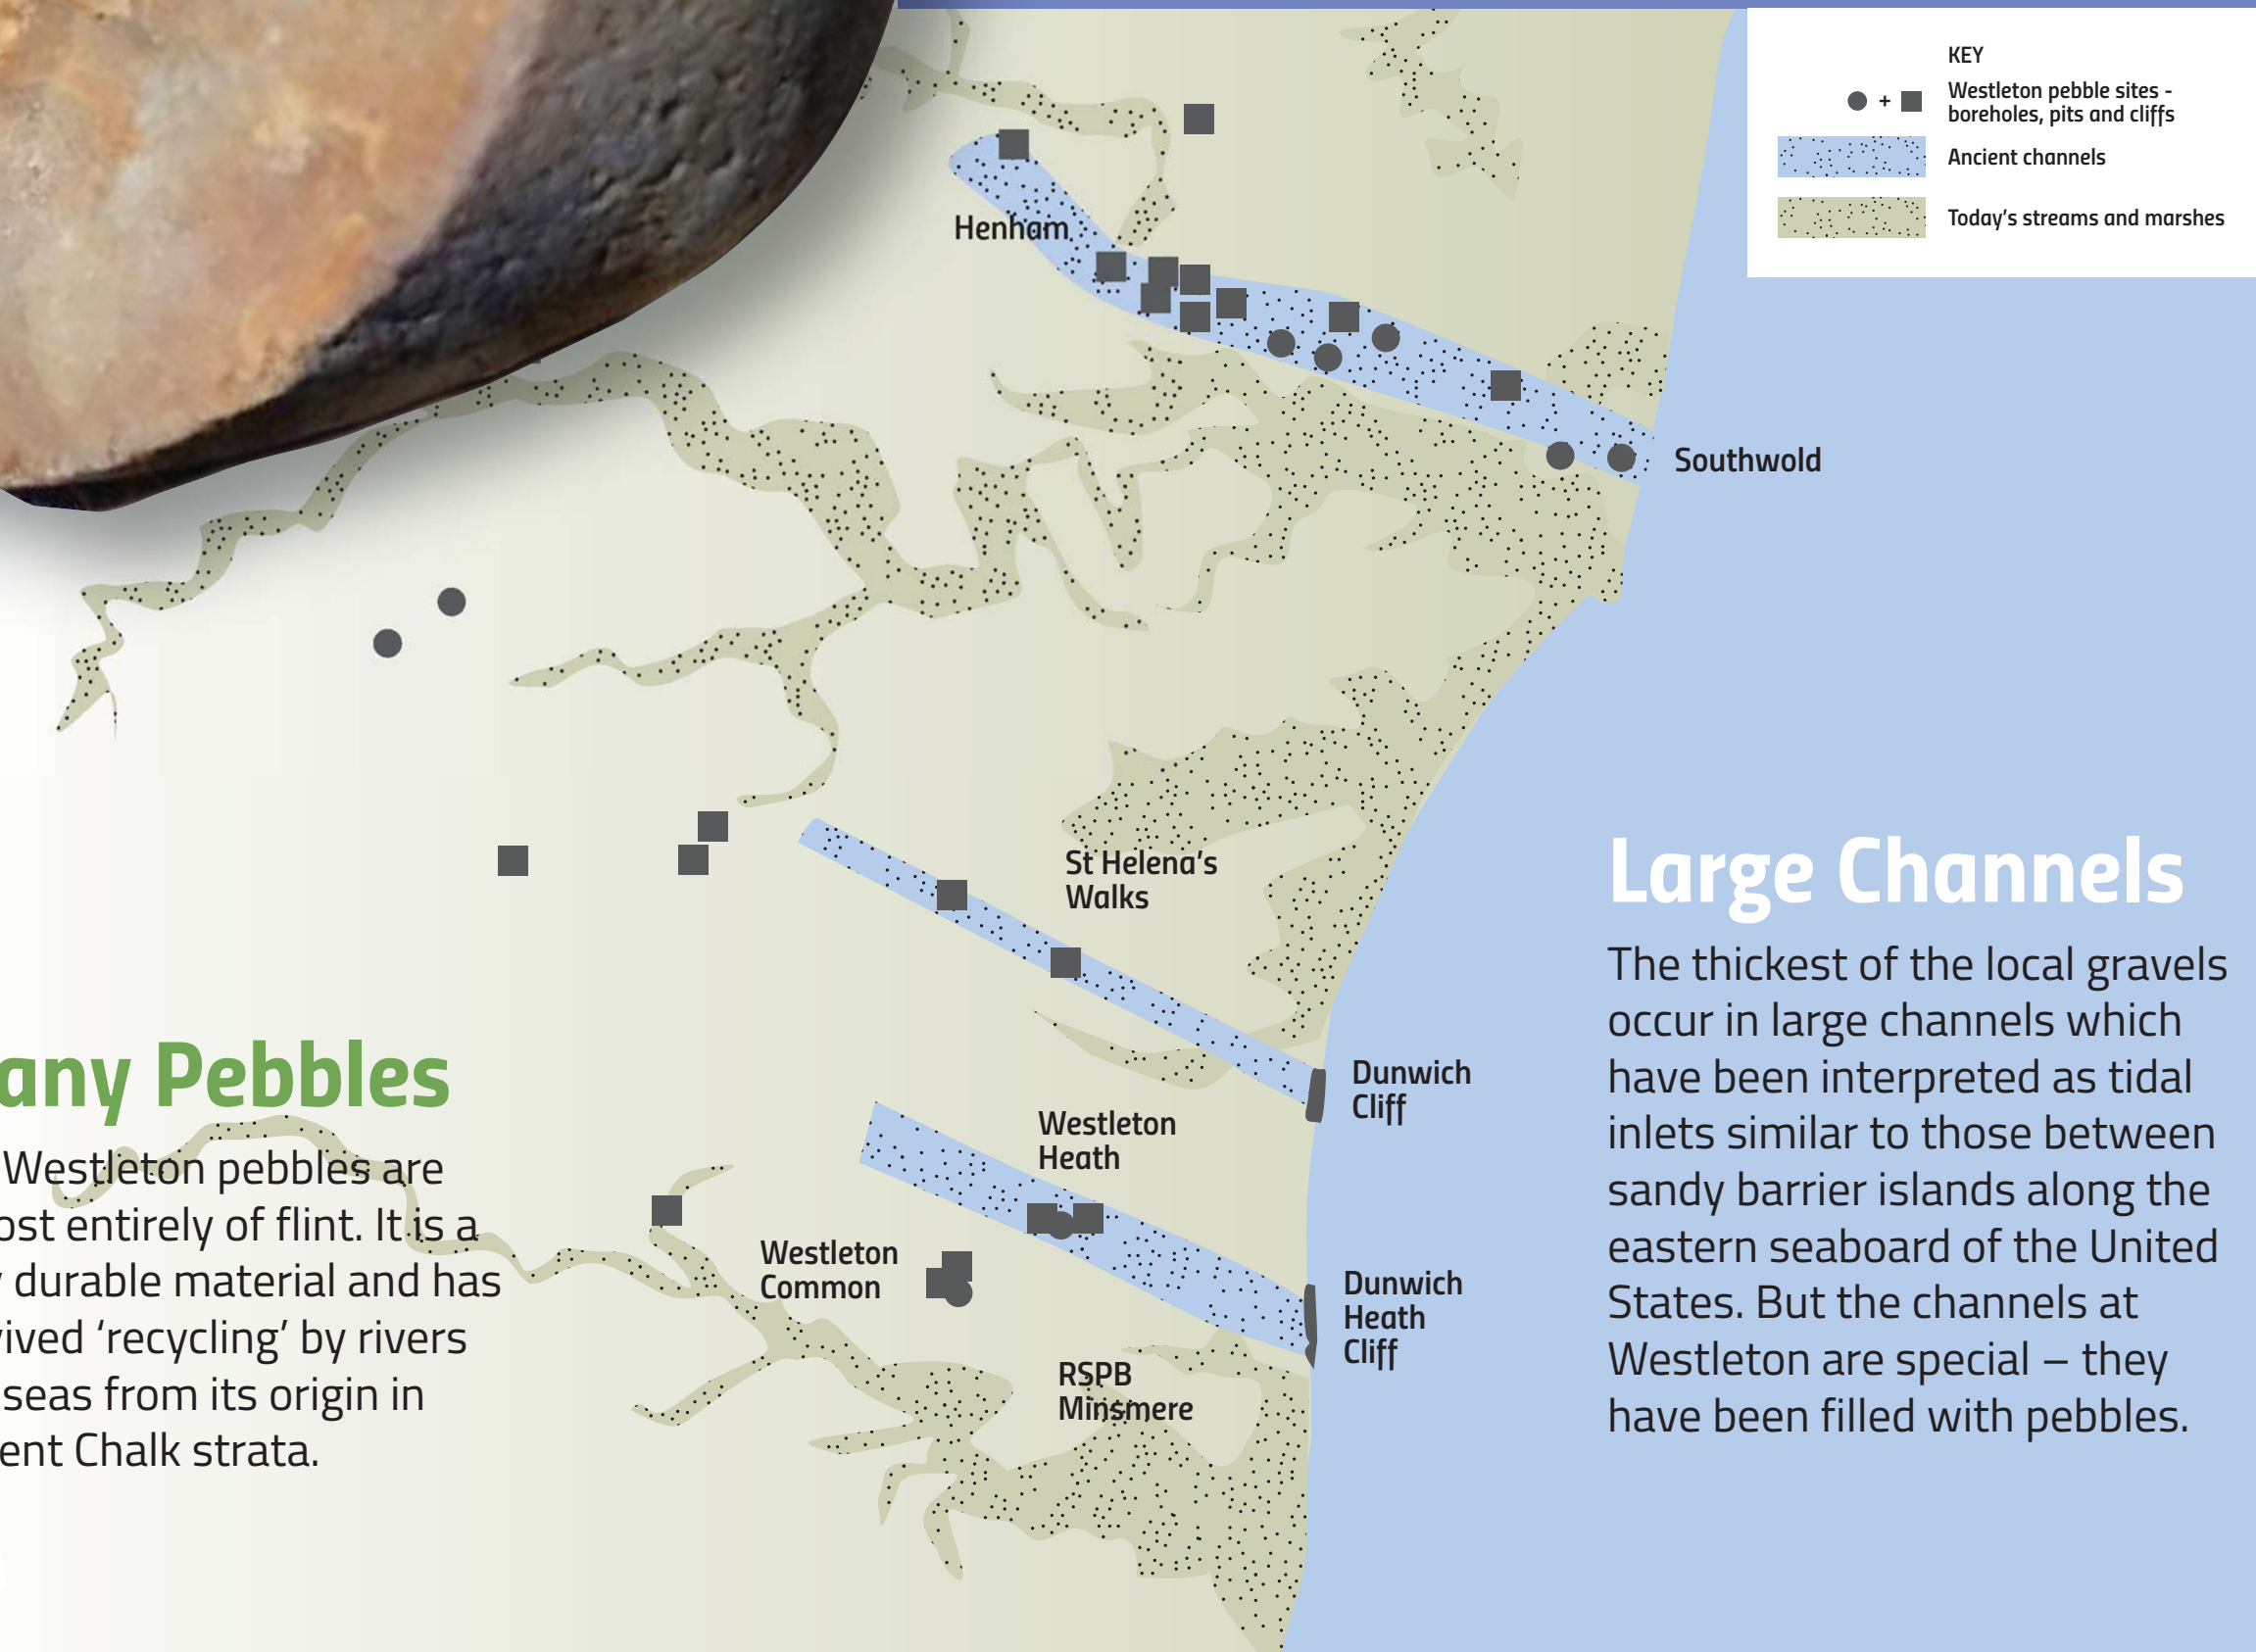 KEY
Westleton pebble sites -
boreholes, pits and cliffs
+
Ancient channels
Today's streams and marshes
Henham
Southwold
St Helena's
Walks
Dunwich
Cliff
Westleton
Heath
Westleton
Common
Dunwich
Heath
Cliff
RSPB
Minsmere
Large Channels
The thickest of the local gravels
occur in large channels which
have been interpreted as tidal
inlets similar to those between
sandy barrier islands along the
eastern seaboard of the United
States. But the channels at
Westleton are special – they
have been filled with pebbles.
any Pebbles
Westleton pebbles are
ost entirely of flint. It is a
durable material and has
ived ‘recycling’ by rivers
seas from its origin in
ent Chalk strata.